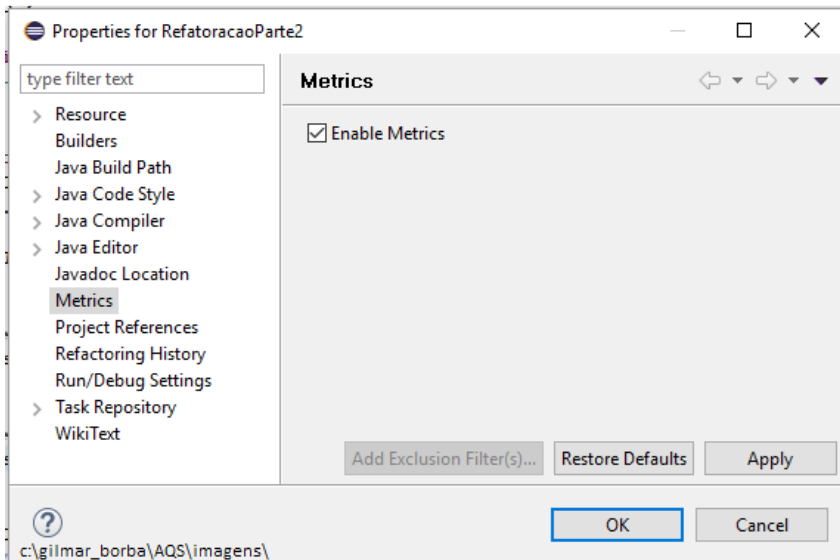 Properties for RefatoracaoParte2
type filter text
Resource
Builders
Java Build Path
Java Code Style
Java Compiler
Java Editor
Javadoc Location
Metrics
Project References
Refactoring History
Run/Debug Settings
Task Repository
WikiText
Metrics
Enable Metrics
Add Exclusion Filter(s)... Restore Defaults Apply
OK Cancel
c:\gilmar_borba\AQS\imagens\